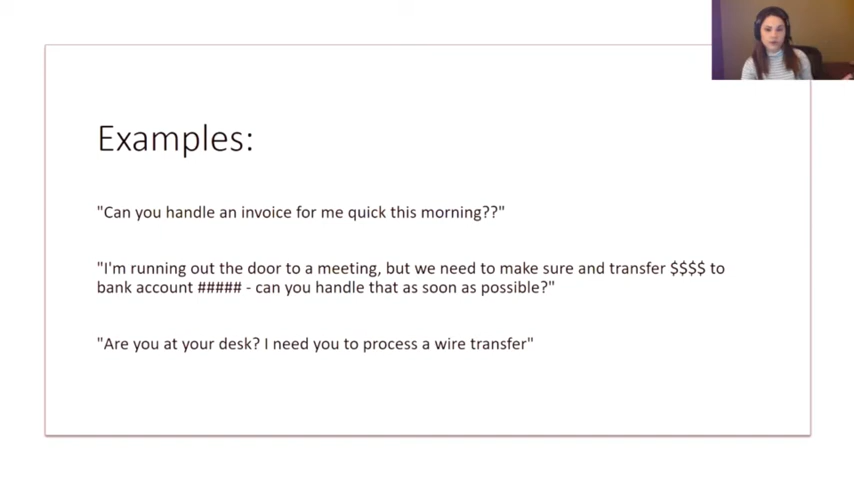 Examples:
"Can you handle an invoice for me quick this morning??"
"I'm running out the door to a meeting, but we need to make sure and transfer $$$$ to
bank account ##### - can you handle that as soon as possible?"
"Are you at your desk? I need you to process a wire transfer"